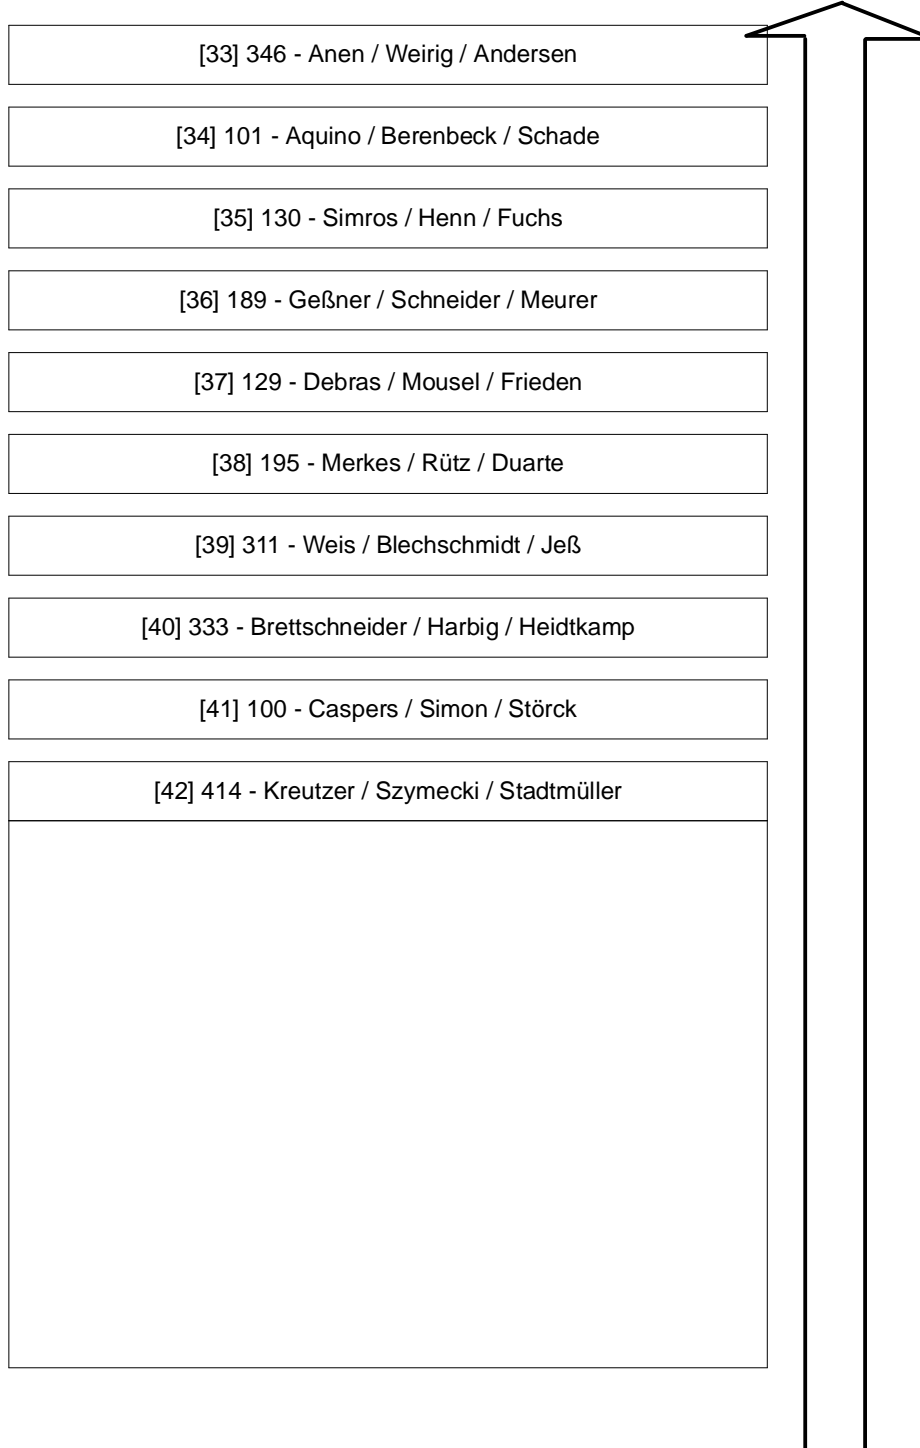 [33] 346 - Anen / Weirig / Andersen
[34] 101 - Aquino / Berenbeck / Schade
[35] 130 - Simros / Henn / Fuchs
[36] 189 - Geßner / Schneider / Meurer
[37] 129 - Debras / Mousel / Frieden
[38] 195 - Merkes / Rütz / Duarte
[39] 311 - Weis / Blechschmidt / Jeß
[40] 333 - Brettschneider / Harbig / Heidtkamp
[41] 100 - Caspers / Simon / Störck
[42] 414 - Kreutzer / Szymecki / Stadtmüller